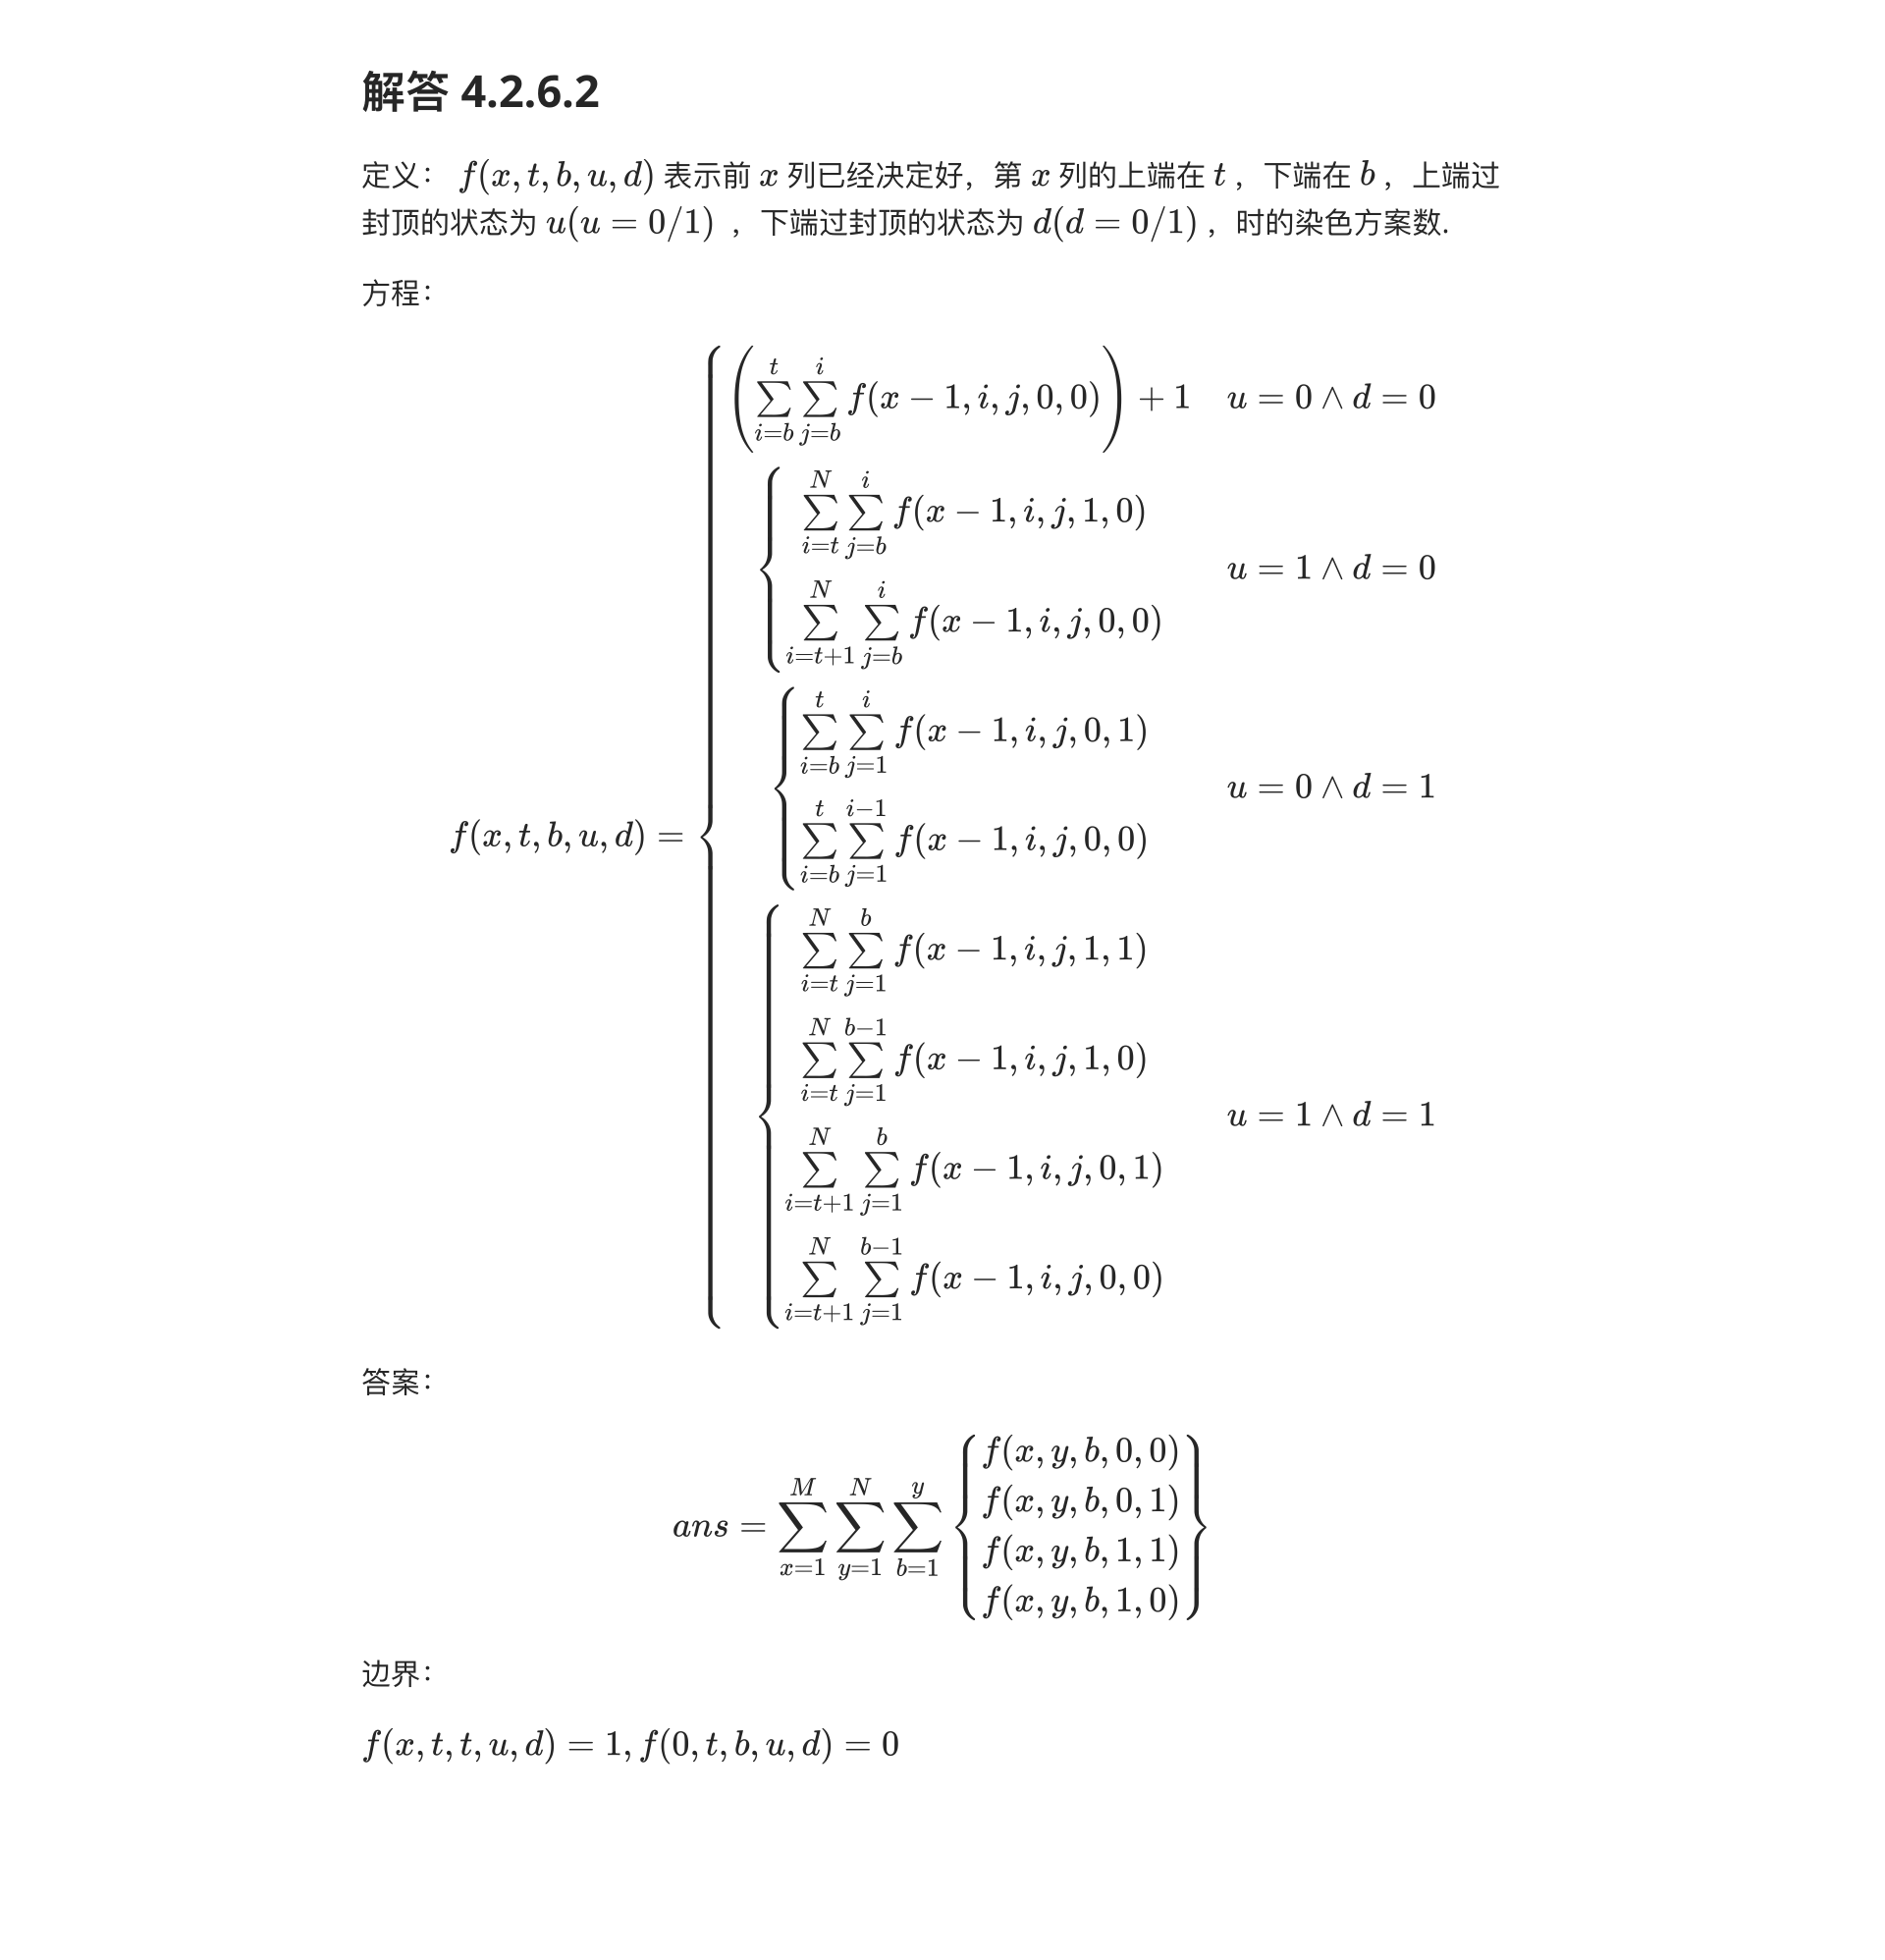 解答 4.2.6.2
定义： f(x, t, b, u, d) 表示前 x 列已经决定好，第 x 列的上端在 t ，下端在 b ，上端过
封顶的状态为 u(u = 0/1) ，下端过封顶的状态为 d(d = 0/1) ，时的染色方案数.
方程：
f(x, t, b, u, d) = \begin{cases} \left( \sum_{i=b}^{t} \sum_{j=b}^{i} f(x-1, i, j, 0, 0) \right) + 1 & u = 0 \wedge d = 0
\begin{cases} \sum_{i=t}^{N} \sum_{j=b}^{i} f(x-1, i, j, 1, 0)
\sum_{i=t+1}^{N} \sum_{j=b}^{i} f(x-1, i, j, 0, 0) \end{cases} & u = 1 \wedge d = 0
\begin{cases} \sum_{i=b}^{t} \sum_{j=1}^{i} f(x-1, i, j, 0, 1)
\sum_{i=b}^{t} \sum_{j=1}^{i-1} f(x-1, i, j, 0, 0) \end{cases} & u = 0 \wedge d = 1
\begin{cases} \sum_{i=t}^{N} \sum_{j=1}^{b} f(x-1, i, j, 1, 1)
\sum_{i=t}^{N} \sum_{j=1}^{b-1} f(x-1, i, j, 1, 0)
\sum_{i=t+1}^{N} \sum_{j=1}^{b} f(x-1, i, j, 0, 1)
\sum_{i=t+1}^{N} \sum_{j=1}^{b-1} f(x-1, i, j, 0, 0) \end{cases} & u = 1 \wedge d = 1 \end{cases}
答案：
ans = \sum_{x=1}^{M} \sum_{y=1}^{N} \sum_{b=1}^{y} \begin{Bmatrix} f(x, y, b, 0, 0)
f(x, y, b, 0, 1)
f(x, y, b, 1, 1)
f(x, y, b, 1, 0) \end{Bmatrix}
边界：
f(x, t, t, u, d) = 1, f(0, t, b, u, d) = 0